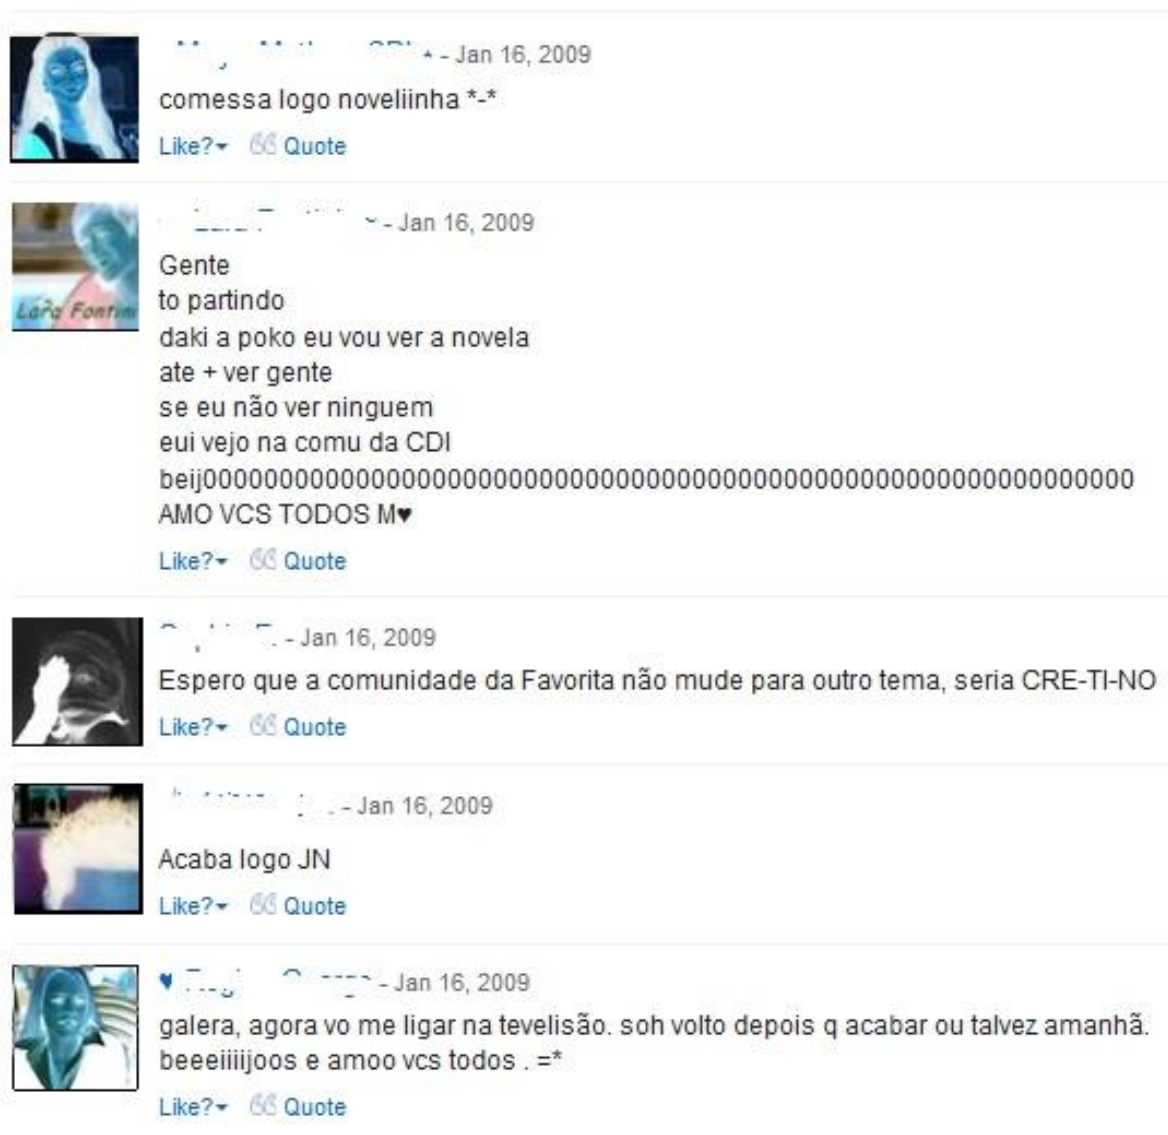 - Jan 16, 2009
comessa logo noveliinha *-*
Like? Quote
- Jan 16, 2009
Lara Fontini
Gente
to partindo
daki a poko eu vou ver a novela
ate + ver gente
se eu não ver ninguem
eui vejo na comu da CDI
beij0000000000000000000000000000000000000000000000000000000000000
AMO VCS TODOS M♥
Like? Quote
- Jan 16, 2009
Espero que a comunidade da Favorita não mude para outro tema, seria CRE-TI-NO
Like? Quote
- Jan 16, 2009
Acaba logo JN
Like? Quote
♥ - Jan 16, 2009
galera, agora vo me ligar na tevelisão. soh volto depois q acabar ou talvez amanhã.
beeeiiiijoos e amoo vcs todos . =*
Like? Quote